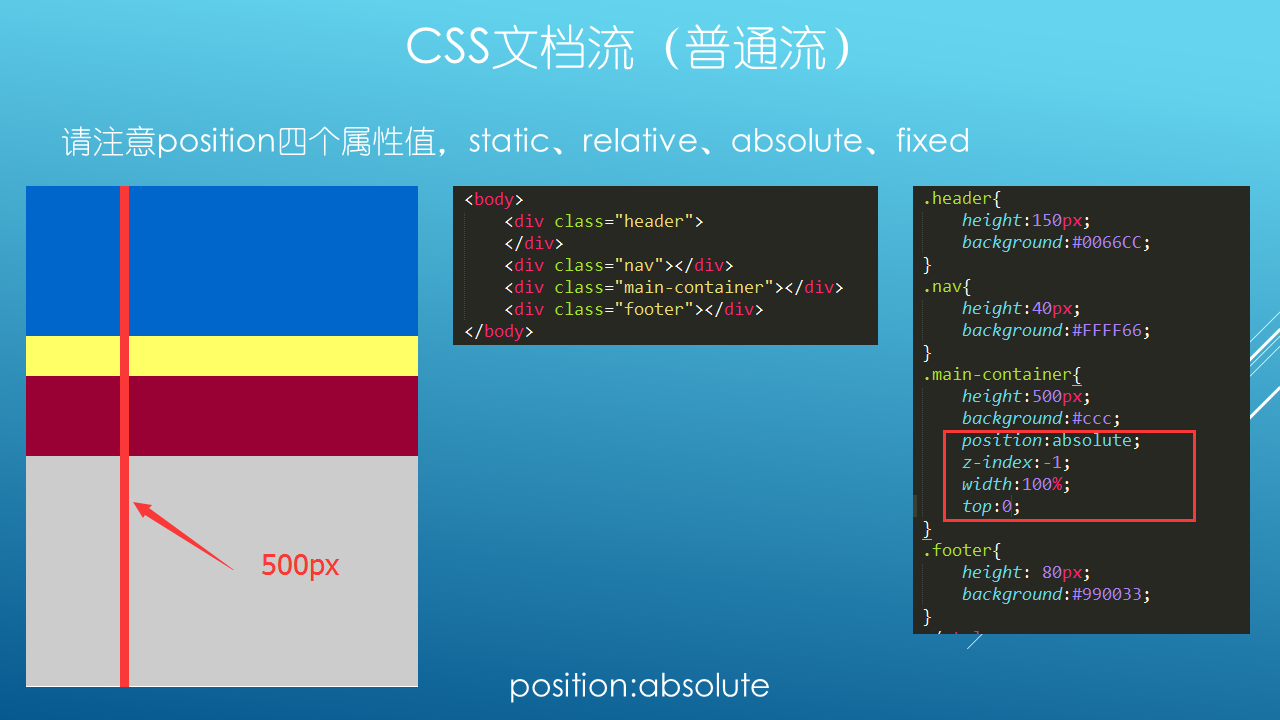 CSS文档流（普通流）
请注意position四个属性值，static、relative、absolute、fixed
500px
<body>
<div class="header">
</div>
<div class="nav"></div>
<div class="main-container"></div>
<div class="footer"></div>
</body>
.header{
height:150px;
background:#0066CC;
}
.nav{
height:40px;
background:#FFFF66;
}
.main-container{
height:500px;
background:#ccc;
position:absolute;
z-index:-1;
width:100%;
top:0;
}
.footer{
height: 80px;
background:#990033;
}
position:absolute